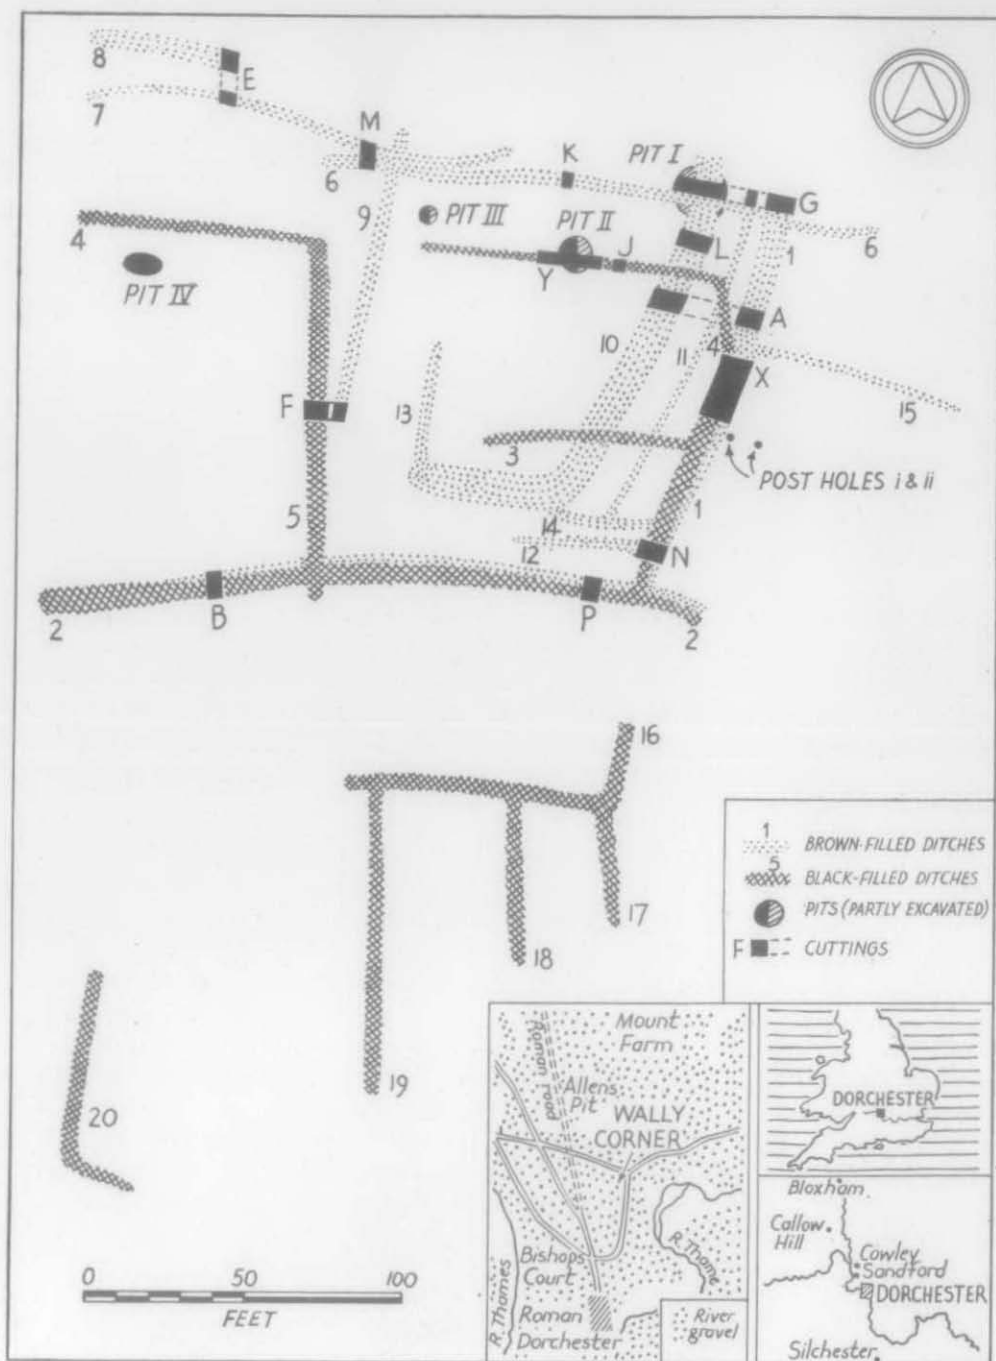 8
E
7
M
6
K
PIT I
G
9
PIT III
PIT II
4
L
1
6
J
Y
PIT IV
A
10
11
4
X
F
13
15
3
POST HOLES i & ii
5
14
1
12
N
2
B
P
2
16
17
18
19
20
1
BROWN-FILLED DITCHES
5
BLACK-FILLED DITCHES
PITS (PARTLY EXCAVATED)
F
CUTTINGS
0 50 100
FEET
Mount
Farm
Roman road
Allens
Pit
WALLY
CORNER
R. Thame
Bishops
Court
R. Thames
Roman
Dorchester
River
gravel
DORCHESTER
Bloxham
Callow
Hill
Cowley
Sandford
DORCHESTER
Silchester